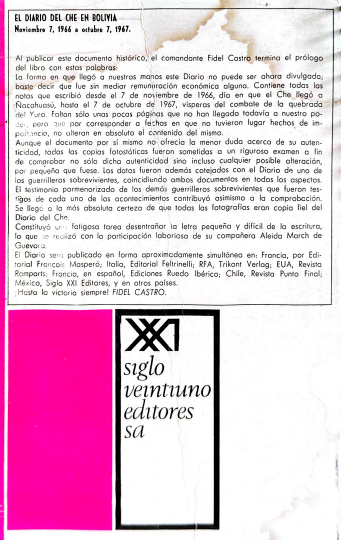 EL DIARIO DEL CHE EN BOLIVIA
Noviembre 7, 1966 a octubre 7, 1967.
Al publicar este documento histórico, el comandante Fidel Castro termina el prólogo
del libro con estas palabras:
La forma en que llegó a nuestras manos este Diario no puede ser ahora divulgada;
baste decir que fue sin mediar remuneración económica alguna. Contiene todas las
notas que escribió desde el 7 de noviembre de 1966, día en que el Che llegó a
Ñacahuasú, hasta el 7 de octubre de 1967, vísperas del combate de la quebrada
del Yuro. Faltan sólo unas pocas páginas que no han llegado todavía a nuestro po-
der, pero que por corresponder a fechas en que no tuvieron lugar hechos de im-
portancia, no alteran en absoluto el contenido del mismo.
Aunque el documento por sí mismo no ofrecía la menor duda acerca de su auten-
ticidad, todas las copias fotostáticas fueron sometidas a un riguroso examen a fin
de comprobar no sólo dicha autenticidad sino incluso cualquier posible alteración,
por pequeña que fuese. Los datos fueron además cotejados con el Diario de uno de
los guerrilleros sobrevivientes, coincidiendo ambos documentos en todos los aspectos.
El testimonio pormenorizado de los demás guerrilleros sobrevivientes que fueron tes-
tigos de cada uno de los acontecimientos contribuyó asimismo a la comprobación.
Se llegó a la más absoluta certeza de que todas las fotografías eran copia fiel del
Diario del Che.
Constituyó una fatigosa tarea desentrañar la letra pequeña y difícil de la escritura,
lo que se realizó con la participación laboriosa de su compañera Aleida March de
Guevara.
El Diario será publicado en forma aproximadamente simultánea en: Francia, por Edi-
torial François Masperó; Italia, Editorial Feltrinelli; RFA, Trikont Verlag; EUA, Revista
Ramparts; Francia, en español, Ediciones Ruedo Ibérico; Chile, Revista Punto Final;
México, Siglo XXI Editores, y en otros países.
¡Hasta la victoria siempre! FIDEL CASTRO.
XXI
siglo
veintiuno
editores
sa